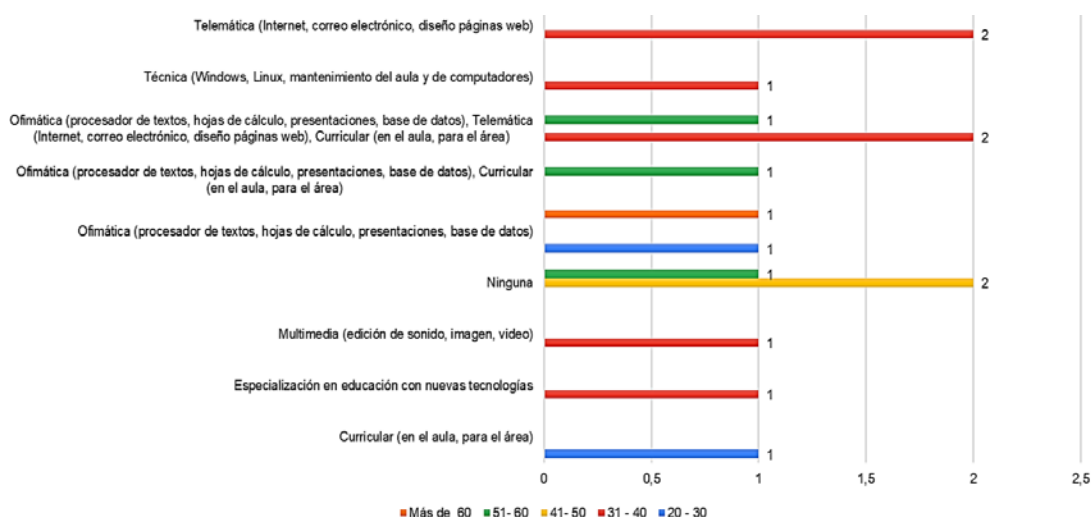 Telemática (Internet, correo electrónico, diseño páginas web)
2
Técnica (Windows, Linux, mantenimiento del aula y de computadores)
1
Ofimática (procesador de textos, hojas de cálculo, presentaciones, base de datos), Telemática
(Internet, correo electrónico, diseño páginas web), Curricular (en el aula, para el área)
1
2
Ofimática (procesador de textos, hojas de cálculo, presentaciones, base de datos), Curricular
(en el aula, para el área)
1
1
Ofimática (procesador de textos, hojas de cálculo, presentaciones, base de datos)
1
1
Ninguna
2
Multimedia (edición de sonido, imagen, video)
1
Especialización en educación con nuevas tecnologías
1
Curricular (en el aula, para el área)
1
0 0,5 1 1,5 2 2,5
Más de 60 51- 60 41- 50 31 - 40 20 - 30